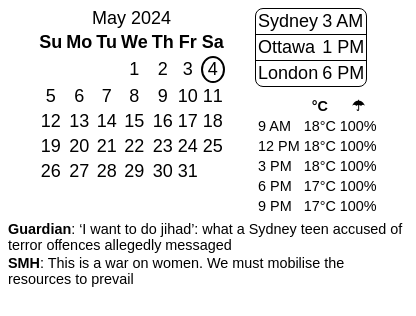 May 2024
Su Mo Tu We Th Fr Sa
1 2 3 4
5 6 7 8 9 10 11
12 13 14 15 16 17 18
19 20 21 22 23 24 25
26 27 28 29 30 31
Sydney 3 AM
Ottawa 1 PM
London 6 PM
°C ☂
9 AM 18°C 100%
12 PM 18°C 100%
3 PM 18°C 100%
6 PM 17°C 100%
9 PM 17°C 100%
Guardian: ‘I want to do jihad’: what a Sydney teen accused of
terror offences allegedly messaged
SMH: This is a war on women. We must mobilise the
resources to prevail